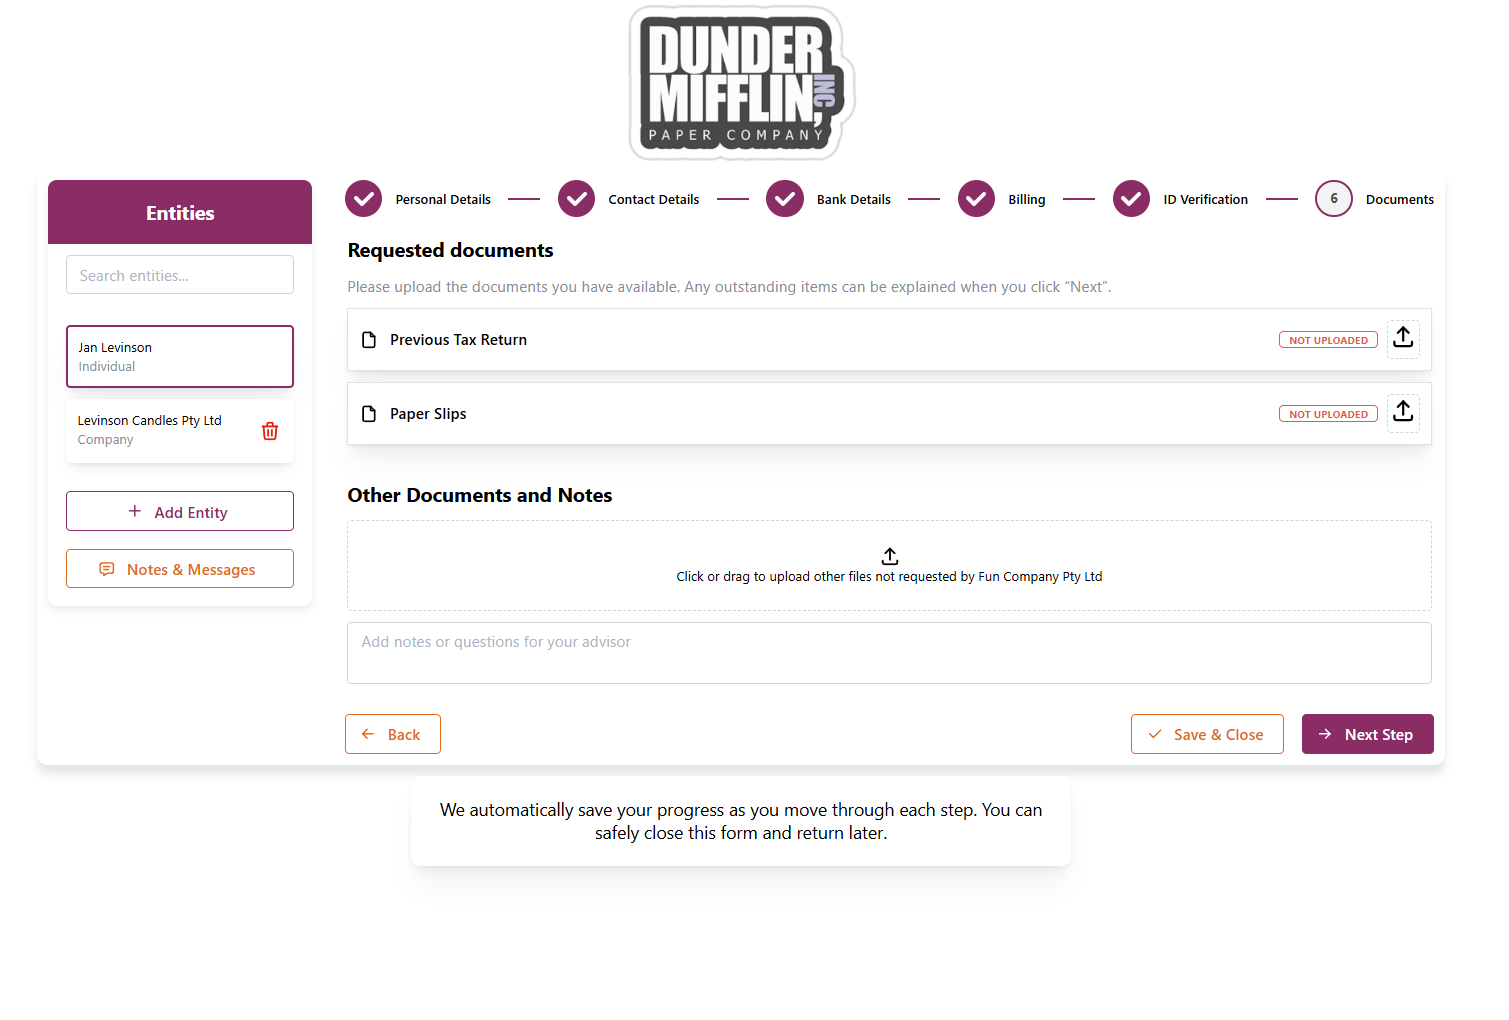 DUNDER
MIFFLIN, INC
PAPER COMPANY
Entities
Search entities...
Jan Levinson
Individual
Levinson Candles Pty Ltd
Company
Add Entity
Notes & Messages
Personal Details
Contact Details
Bank Details
Billing
ID Verification
6
Documents
Requested documents
Please upload the documents you have available. Any outstanding items can be explained when you click “Next”.
Previous Tax Return
NOT UPLOADED
Paper Slips
NOT UPLOADED
Other Documents and Notes
Click or drag to upload other files not requested by Fun Company Pty Ltd
Add notes or questions for your advisor
Back
Save & Close
Next Step
We automatically save your progress as you move through each step. You can
safely close this form and return later.